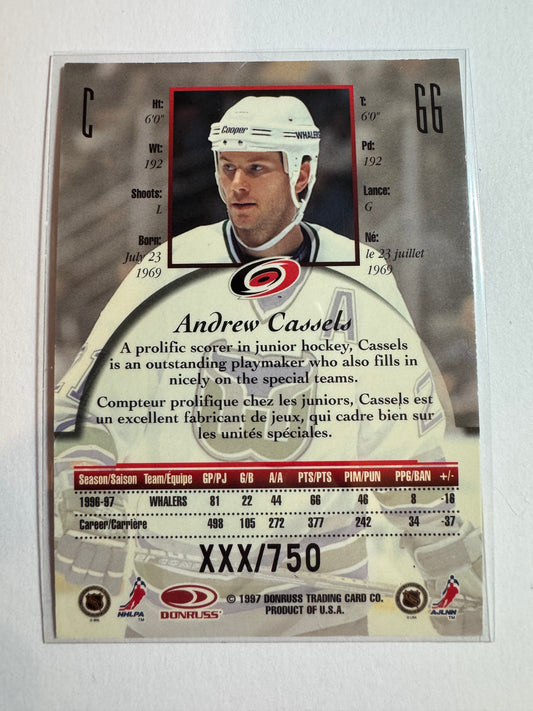 C
66
Ht:
6'0"
Wt:
192
Shoots:
L
Born:
July 23
1969
T:
6'0"
Pd:
192
Lance:
G
Né:
le 23 juillet
1969
Cooper
WHALERS
A
Andrew Cassels
A prolific scorer in junior hockey, Cassels
is an outstanding playmaker who also fills in
nicely on the special teams.
Compteur prolifique chez les juniors, Cassels est
un excellent fabricant de jeux, qui cadre bien sur
les unités spéciales.
Season/Saison Team/Équipe GP/PJ G/B A/A PTS/PTS PIM/PUN PPG/BAN +/-
1996-97 WHALERS 81 22 44 66 46 8 -16
Career/Carrière 498 105 272 377 242 34 -37
XXX/750
NHLPA
DONRUSS
© 1997 DONRUSS TRADING CARD CO.
PRODUCT OF U.S.A.
AJLNH